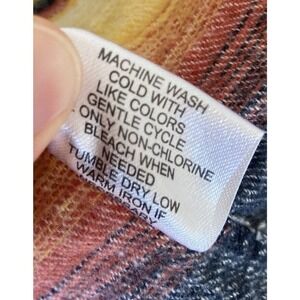 MACHINE WASH
COLD WITH
LIKE COLORS
GENTLE CYCLE
ONLY NON-CHLORINE
BLEACH WHEN
NEEDED
TUMBLE DRY LOW
WARM IRON IF